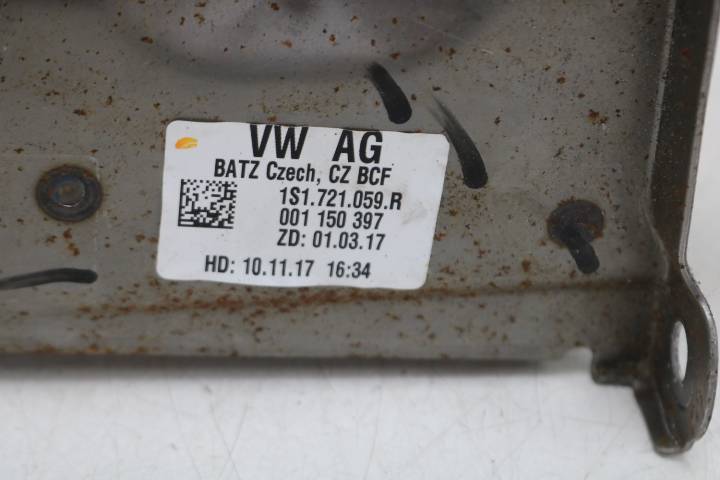 VW AG
BATZ Czech, CZ BCF
1S1.721.059.R
001 150 397
ZD: 01.03.17
HD: 10.11.17 16:34